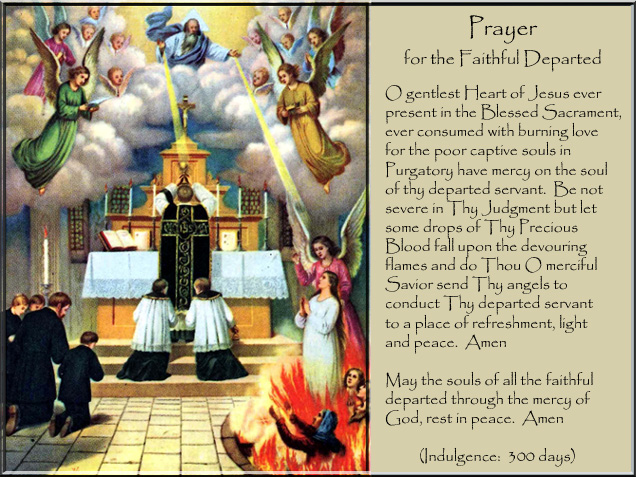 Prayer
for the Faithful Departed
O gentlest Heart of Jesus ever
present in the Blessed Sacrament,
ever consumed with burning love
for the poor captive souls in
Purgatory have mercy on the soul
of thy departed servant. Be not
severe in Thy Judgment but let
some drops of Thy Precious
Blood fall upon the devouring
flames and do Thou O merciful
Savior send Thy angels to
conduct Thy departed servant
to a place of refreshment, light
and peace. Amen
May the souls of all the faithful
departed through the mercy of
God, rest in peace. Amen
(Indulgence: 300 days)